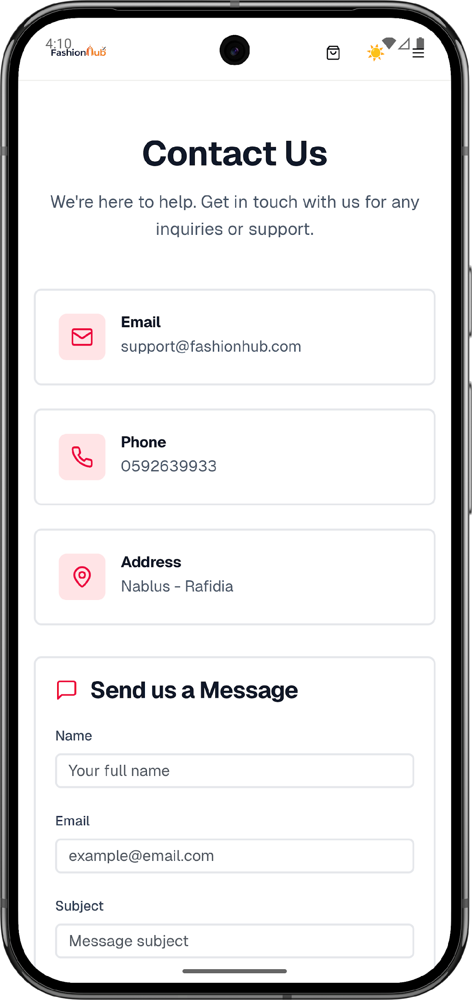 4:10
FashionHub
Contact Us
We're here to help. Get in touch with us for any
inquiries or support.
Email
support@fashionhub.com
Phone
0592639933
Address
Nablus - Rafidia
Send us a Message
Name
Your full name
Email
example@email.com
Subject
Message subject